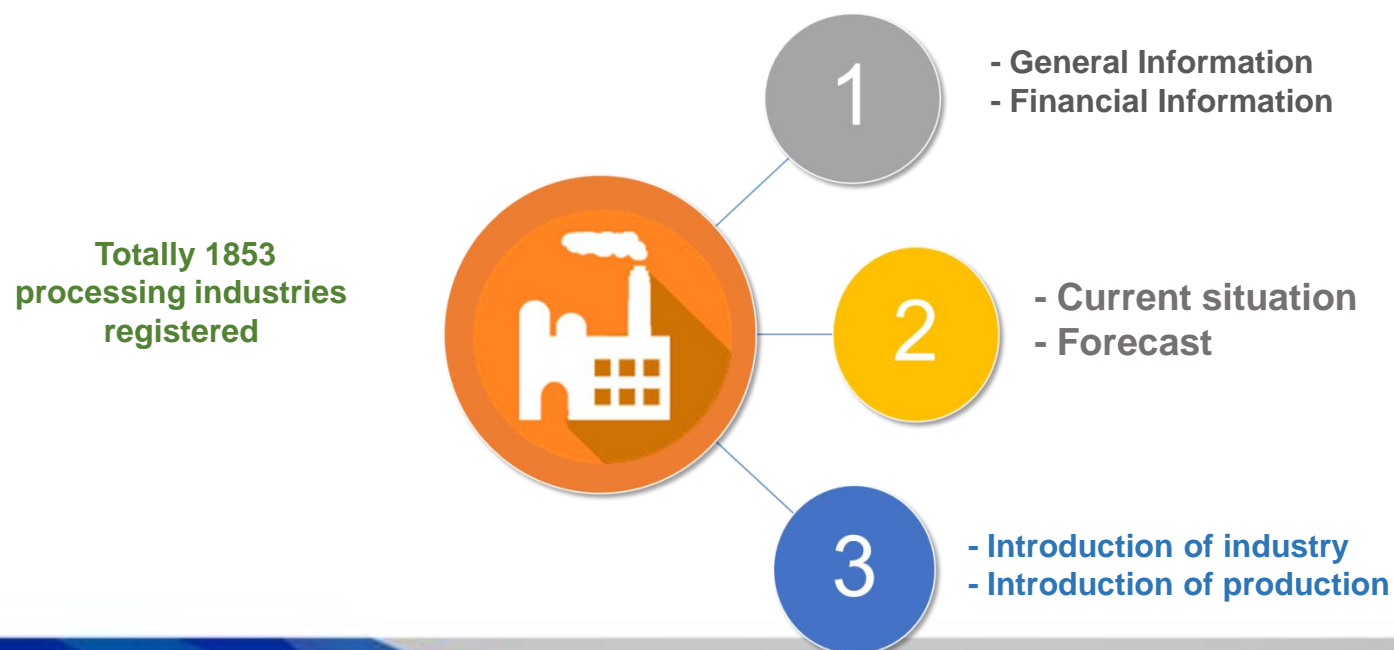 Totally 1853
processing industries
registered
1
- General Information
- Financial Information
2
- Current situation
- Forecast
3
- Introduction of industry
- Introduction of production